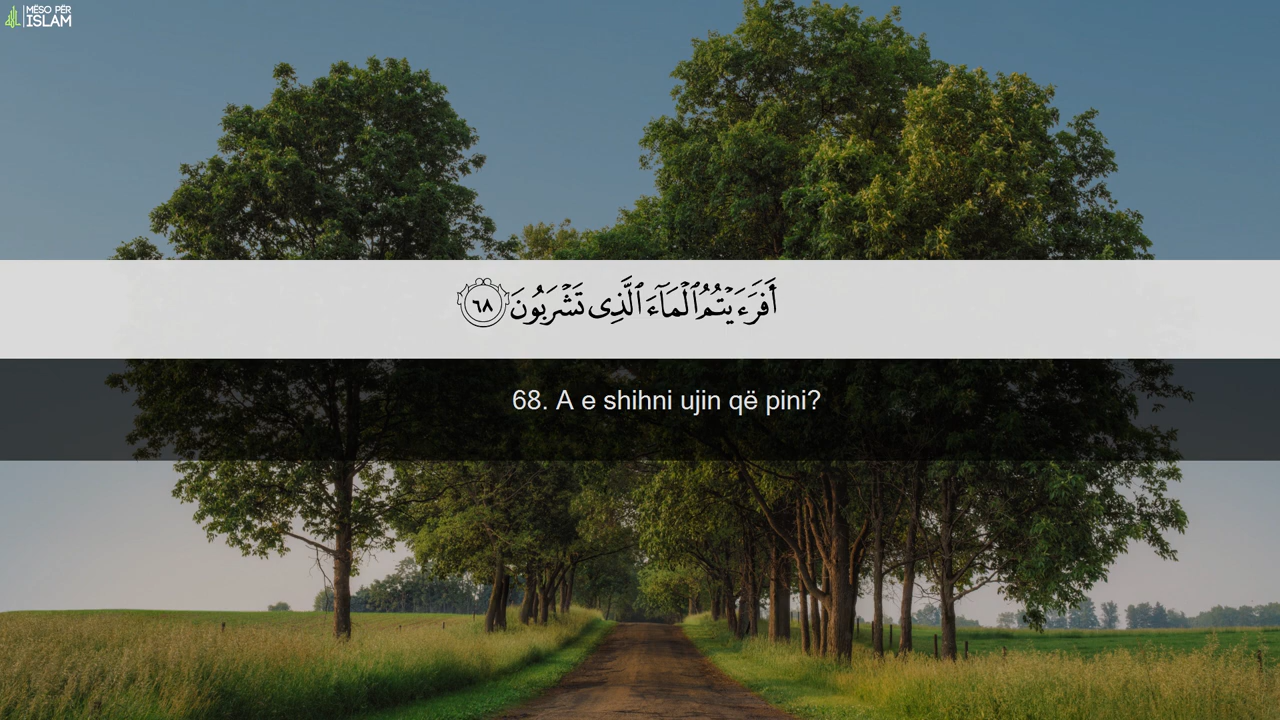 MËSO PËR
ISLAM
أَفَرَءَيْتُمُ ٱلْمَآءَ ٱلَّذِى تَشْرَبُونَ ٦٨
68. A e shihni ujin që pini?